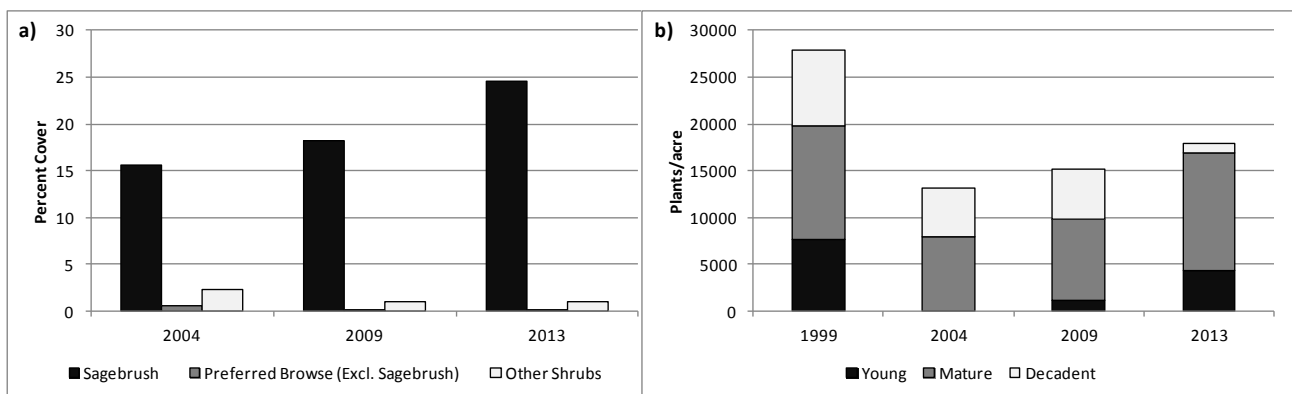 a)
Percent Cover
30
25
20
15
10
5
0
2004 2009 2013
Sagebrush Preferred Browse (Excl. Sagebrush) Other Shrubs
b)
Plants/acre
30000
25000
20000
15000
10000
5000
0
1999 2004 2009 2013
Young Mature Decadent